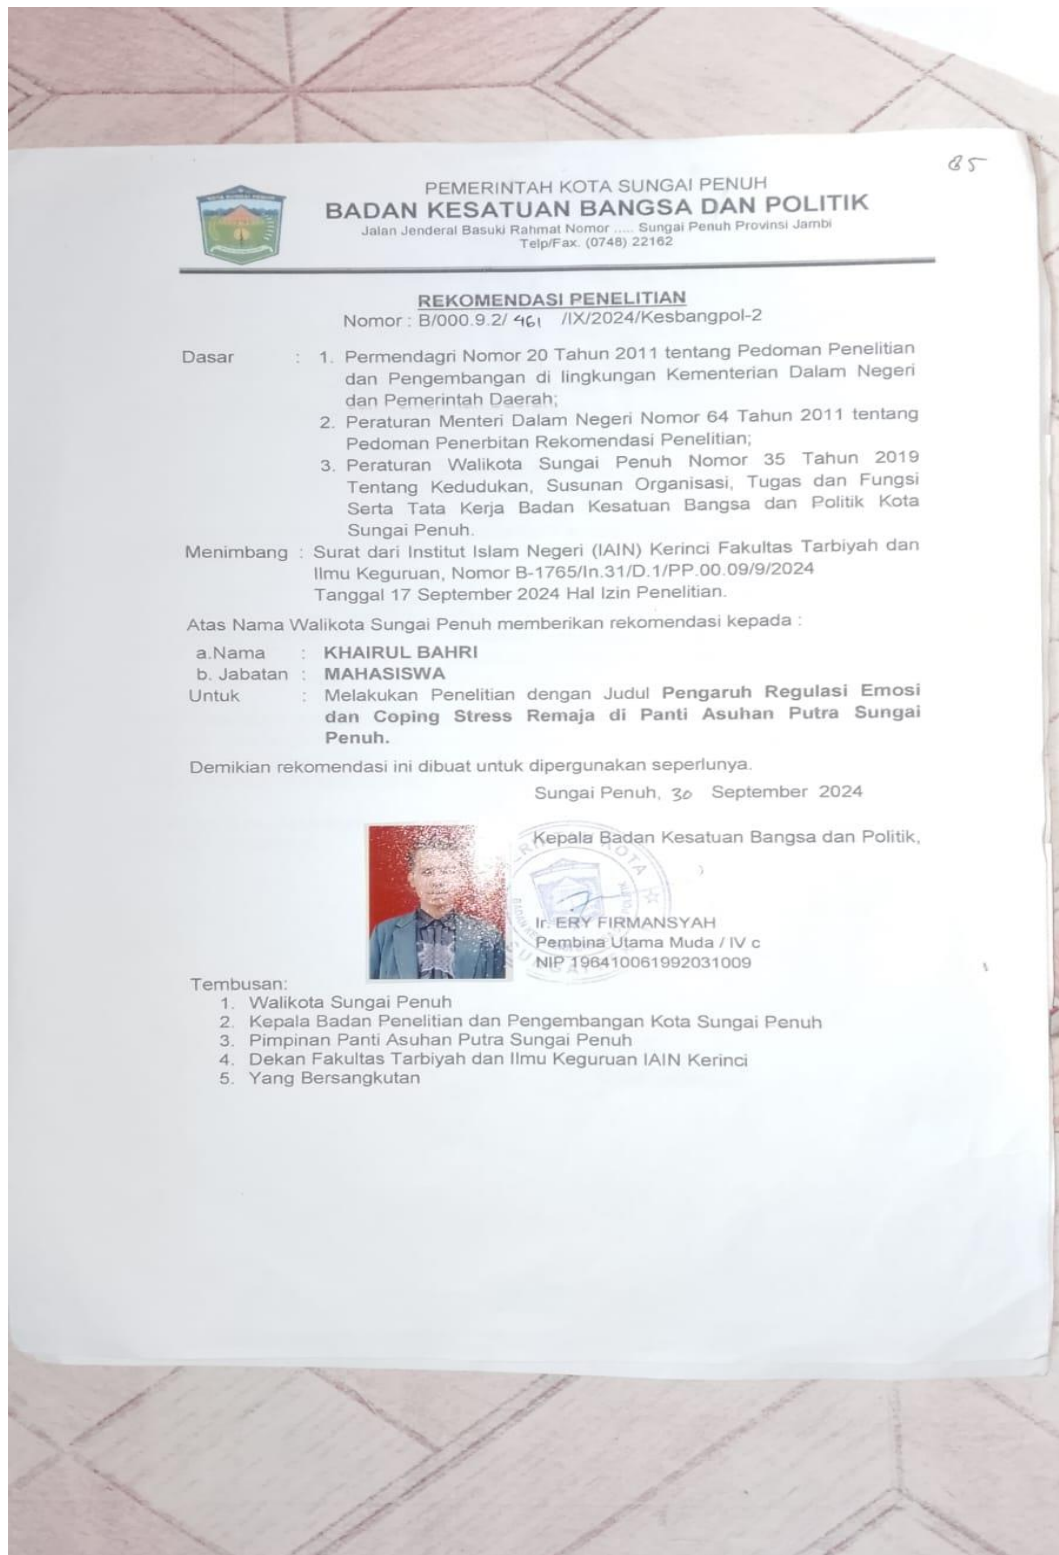 85
KOTA SUNGAI PENUH
PEMERINTAH KOTA SUNGAI PENUH
BADAN KESATUAN BANGSA DAN POLITIK
Jalan Jenderal Basuki Rahmat Nomor ..... Sungai Penuh Provinsi Jambi
Telp/Fax. (0748) 22162
REKOMENDASI PENELITIAN
Nomor : B/000.9.2/ 461 /IX/2024/Kesbangpol-2
Dasar : 1. Permendagri Nomor 20 Tahun 2011 tentang Pedoman Penelitian
dan Pengembangan di lingkungan Kementerian Dalam Negeri
dan Pemerintah Daerah;
2. Peraturan Menteri Dalam Negeri Nomor 64 Tahun 2011 tentang
Pedoman Penerbitan Rekomendasi Penelitian;
3. Peraturan Walikota Sungai Penuh Nomor 35 Tahun 2019
Tentang Kedudukan, Susunan Organisasi, Tugas dan Fungsi
Serta Tata Kerja Badan Kesatuan Bangsa dan Politik Kota
Sungai Penuh.
Menimbang : Surat dari Institut Islam Negeri (IAIN) Kerinci Fakultas Tarbiyah dan
Ilmu Keguruan, Nomor B-1765/In.31/D.1/PP.00.09/9/2024
Tanggal 17 September 2024 Hal Izin Penelitian.
Atas Nama Walikota Sungai Penuh memberikan rekomendasi kepada :
a.Nama : KHAIRUL BAHRI
b. Jabatan : MAHASISWA
Untuk : Melakukan Penelitian dengan Judul Pengaruh Regulasi Emosi
dan Coping Stress Remaja di Panti Asuhan Putra Sungai
Penuh.
Demikian rekomendasi ini dibuat untuk dipergunakan seperlunya.
Sungai Penuh, 30 September 2024
Kepala Badan Kesatuan Bangsa dan Politik,
Ir. ERY FIRMANSYAH
Pembina Utama Muda / IV c
NIP 196410061992031009
Tembusan:
1. Walikota Sungai Penuh
2. Kepala Badan Penelitian dan Pengembangan Kota Sungai Penuh
3. Pimpinan Panti Asuhan Putra Sungai Penuh
4. Dekan Fakultas Tarbiyah dan Ilmu Keguruan IAIN Kerinci
5. Yang Bersangkutan